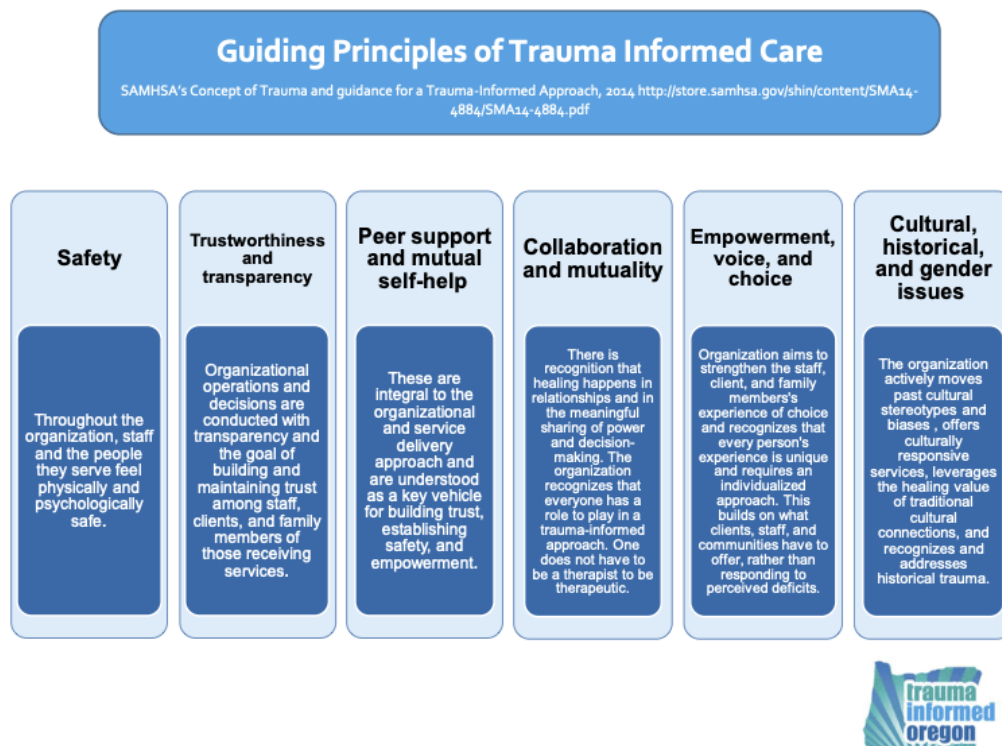 Guiding Principles of Trauma Informed Care
SAMHSA's Concept of Trauma and guidance for a Trauma-Informed Approach, 2014 http://store.samhsa.gov/shin/content/SMA14-
4884/SMA14-4884.pdf
Safety
Throughout the
organization, staff
and the people
they serve feel
physically and
psychologically
safe.
Trustworthiness
and
transparency
Organizational
operations and
decisions are
conducted with
transparency and
the goal of
building and
maintaining trust
among staff,
clients, and family
members of
those receiving
services.
Peer support
and mutual
self-help
These are
integral to the
organizational
and service
delivery
approach and
are understood
as a key vehicle
for building trust,
establishing
safety, and
empowerment.
Collaboration
and mutuality
There is
recognition that
healing happens in
relationships and in
the meaningful
sharing of power
and decision-
making. The
organization
recognizes that
everyone has a
role to play in a
trauma-informed
approach. One
does not have to
be a therapist to be
therapeutic.
Empowerment,
voice, and
choice
Organization aims to
strengthen the staff,
client, and family
members's
experience of choice
and recognizes that
every person's
experience is unique
and requires an
individualized
approach. This
builds on what
clients, staff, and
communities have to
offer, rather than
responding to
perceived deficits.
Cultural,
historical,
and gender
issues
The organization
actively moves
past cultural
stereotypes and
biases , offers
culturally
responsive
services, leverages
the healing value
of traditional
cultural
connections, and
recognizes and
addresses
historical trauma.
trauma
informed
oregon